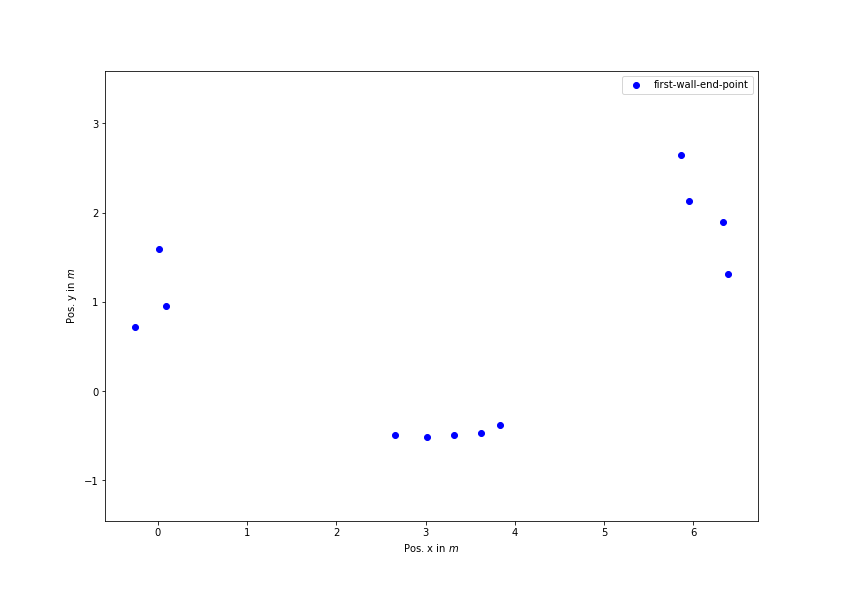 first-wall-end-point
3
2
1
0
−1
Pos. y in m
0 1 2 3 4 5 6
Pos. x in m